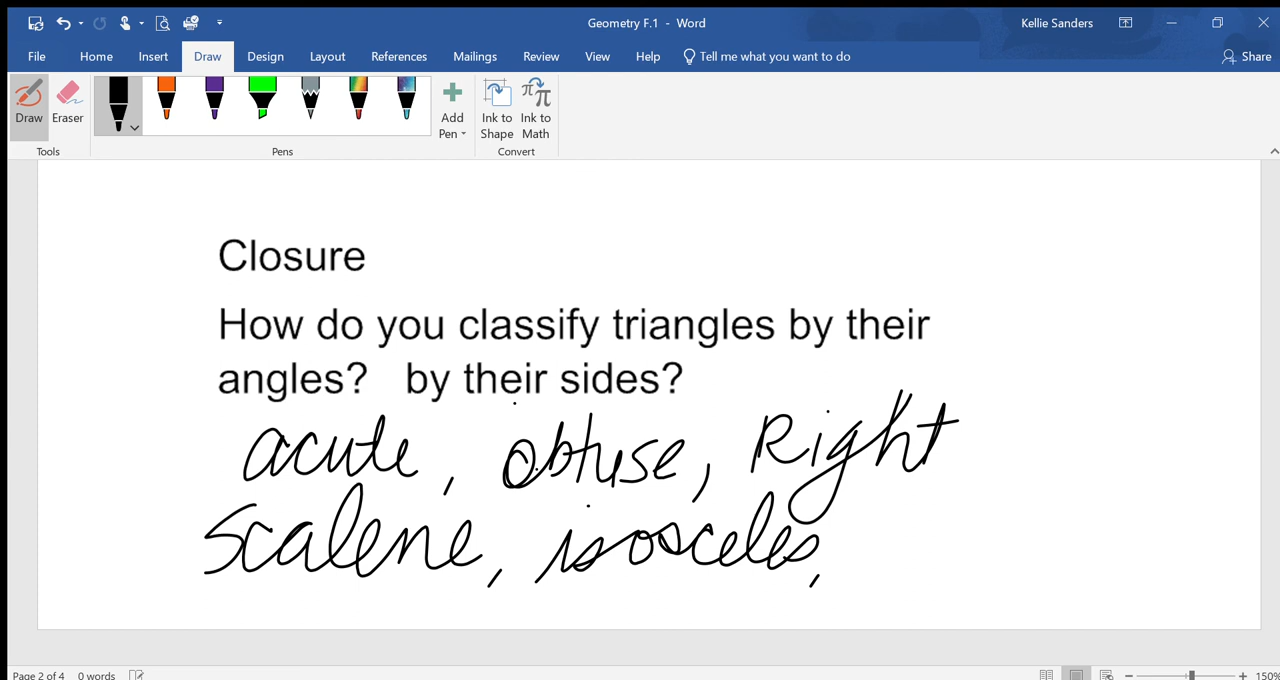 Geometry F.1 - Word
Kellie Sanders
File Home Insert Draw Design Layout References Mailings Review View Help Tell me what you want to do Share
Draw Eraser Add Pen Ink to Shape Ink to Math
Tools Pens Convert
Closure
How do you classify triangles by their
angles? by their sides?
acute, obtuse, Right
Scalene, isosceles,
Page 2 of 4 0 words 150%